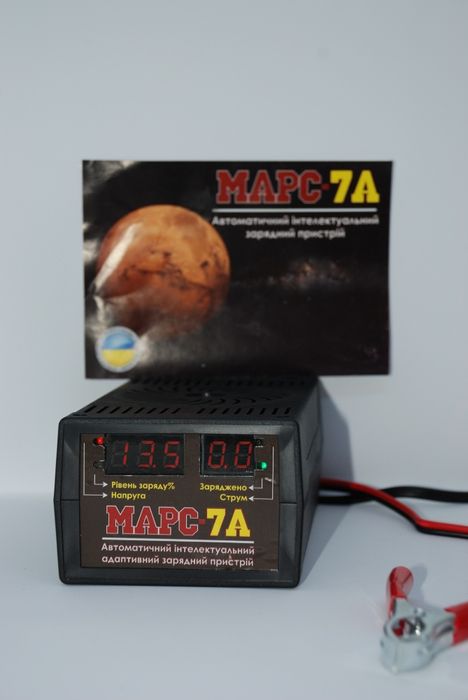 МАРС-7А
Автоматичний інтелектуальний
зарядний пристрій
13.5 0.0
Рівень заряду% Заряджено
Напруга Струм
МАРС-7А
Автоматичний інтелектуальний
адаптивний зарядний пристрій